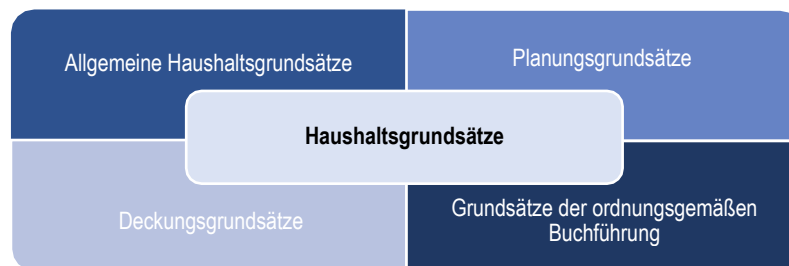 Allgemeine Haushaltsgrundsätze
Planungsgrundsätze
Haushaltsgrundsätze
Deckungsgrundsätze
Grundsätze der ordnungsgemäßen
Buchführung